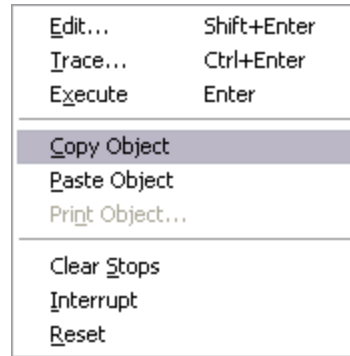 Edit... Shift+Enter
Trace... Ctrl+Enter
Execute Enter
Copy Object
Paste Object
Print Object...
Clear Stops
Interrupt
Reset